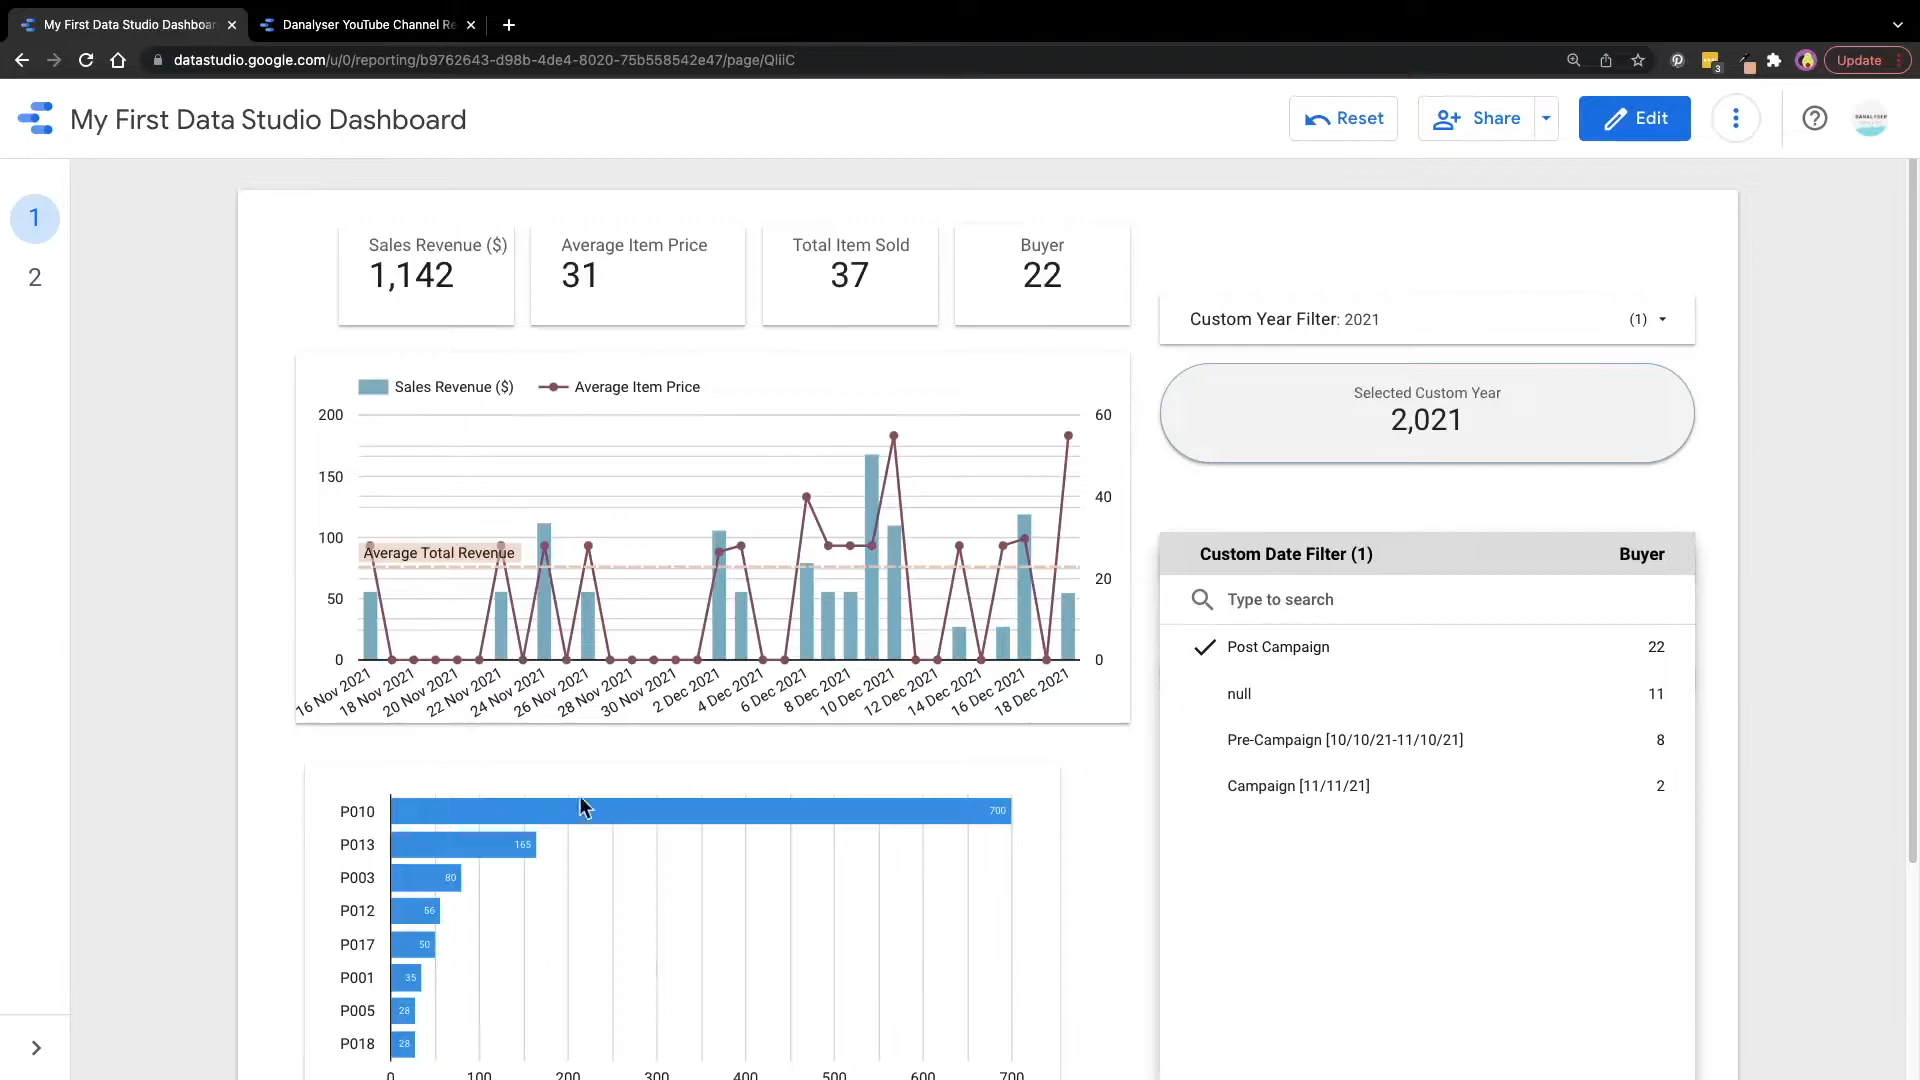 My First Data Studio Dashboar
Danalyser YouTube Channel Re
datastudio.google.com/u/0/reporting/b9762643-d98b-4de4-8020-75b558542e47/page/QliiC
3
Update
My First Data Studio Dashboard
Reset
Share
Edit
DANALYSER
1
2
Sales Revenue ($)
1,142
Average Item Price
31
Total Item Sold
37
Buyer
22
Custom Year Filter: 2021
(1)
Selected Custom Year
2,021
Sales Revenue ($)
Average Item Price
200
150
100
50
0
60
40
20
0
Average Total Revenue
16 Nov 2021
18 Nov 2021
20 Nov 2021
22 Nov 2021
24 Nov 2021
26 Nov 2021
28 Nov 2021
30 Nov 2021
2 Dec 2021
4 Dec 2021
6 Dec 2021
8 Dec 2021
10 Dec 2021
12 Dec 2021
14 Dec 2021
16 Dec 2021
18 Dec 2021
Custom Date Filter (1) Buyer
Type to search
Post Campaign 22
null 11
Pre-Campaign [10/10/21-11/10/21] 8
Campaign [11/11/21] 2
P010 700
P013 165
P003 80
P012 56
P017 50
P001 35
P005 28
P018 28
0 100 200 300 400 500 600 700